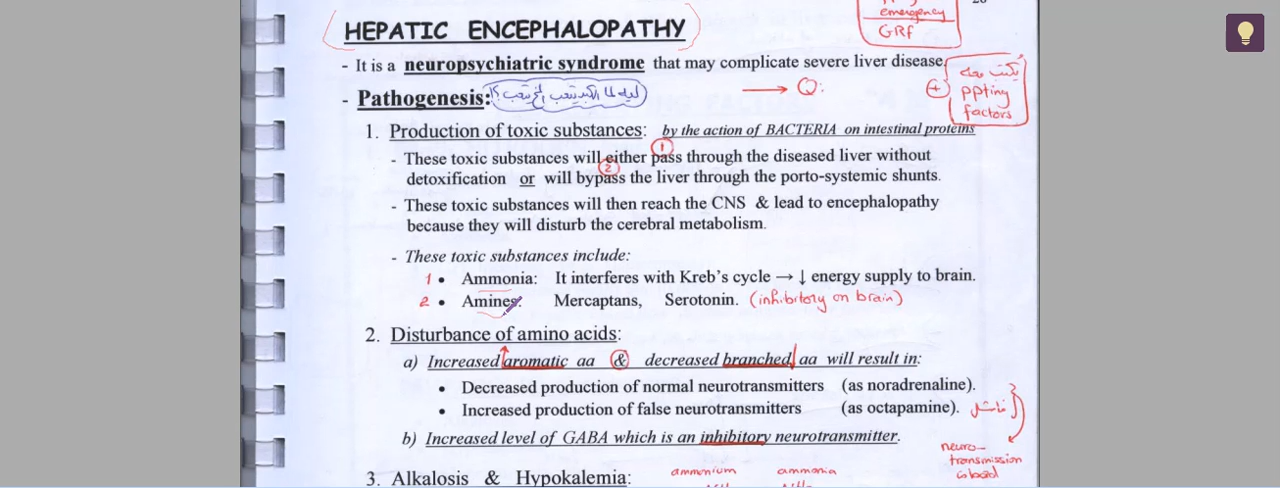 emergency
GRF
HEPATIC ENCEPHALOPATHY
- It is a neuropsychiatric syndrome that may complicate severe liver disease.
- Pathogenesis:
→ Q:
+
ppting
factors
1. Production of toxic substances: by the action of BACTERIA on intestinal proteins
- These toxic substances will either pass through the diseased liver without
1
detoxification or will bypass the liver through the porto-systemic shunts.
2
- These toxic substances will then reach the CNS & lead to encephalopathy
because they will disturb the cerebral metabolism.
- These toxic substances include:
1 • Ammonia: It interferes with Kreb's cycle → ↓ energy supply to brain.
2 • Amines: Mercaptans, Serotonin. (inhibitory on brain)
2. Disturbance of amino acids:
a) Increased aromatic aa & decreased branched aa will result in:
• Decreased production of normal neurotransmitters (as noradrenaline).
• Increased production of false neurotransmitters (as octapamine).
b) Increased level of GABA which is an inhibitory neurotransmitter.
neuro-
transmission
3. Alkalosis & Hypokalemia:
ammonium ammonia